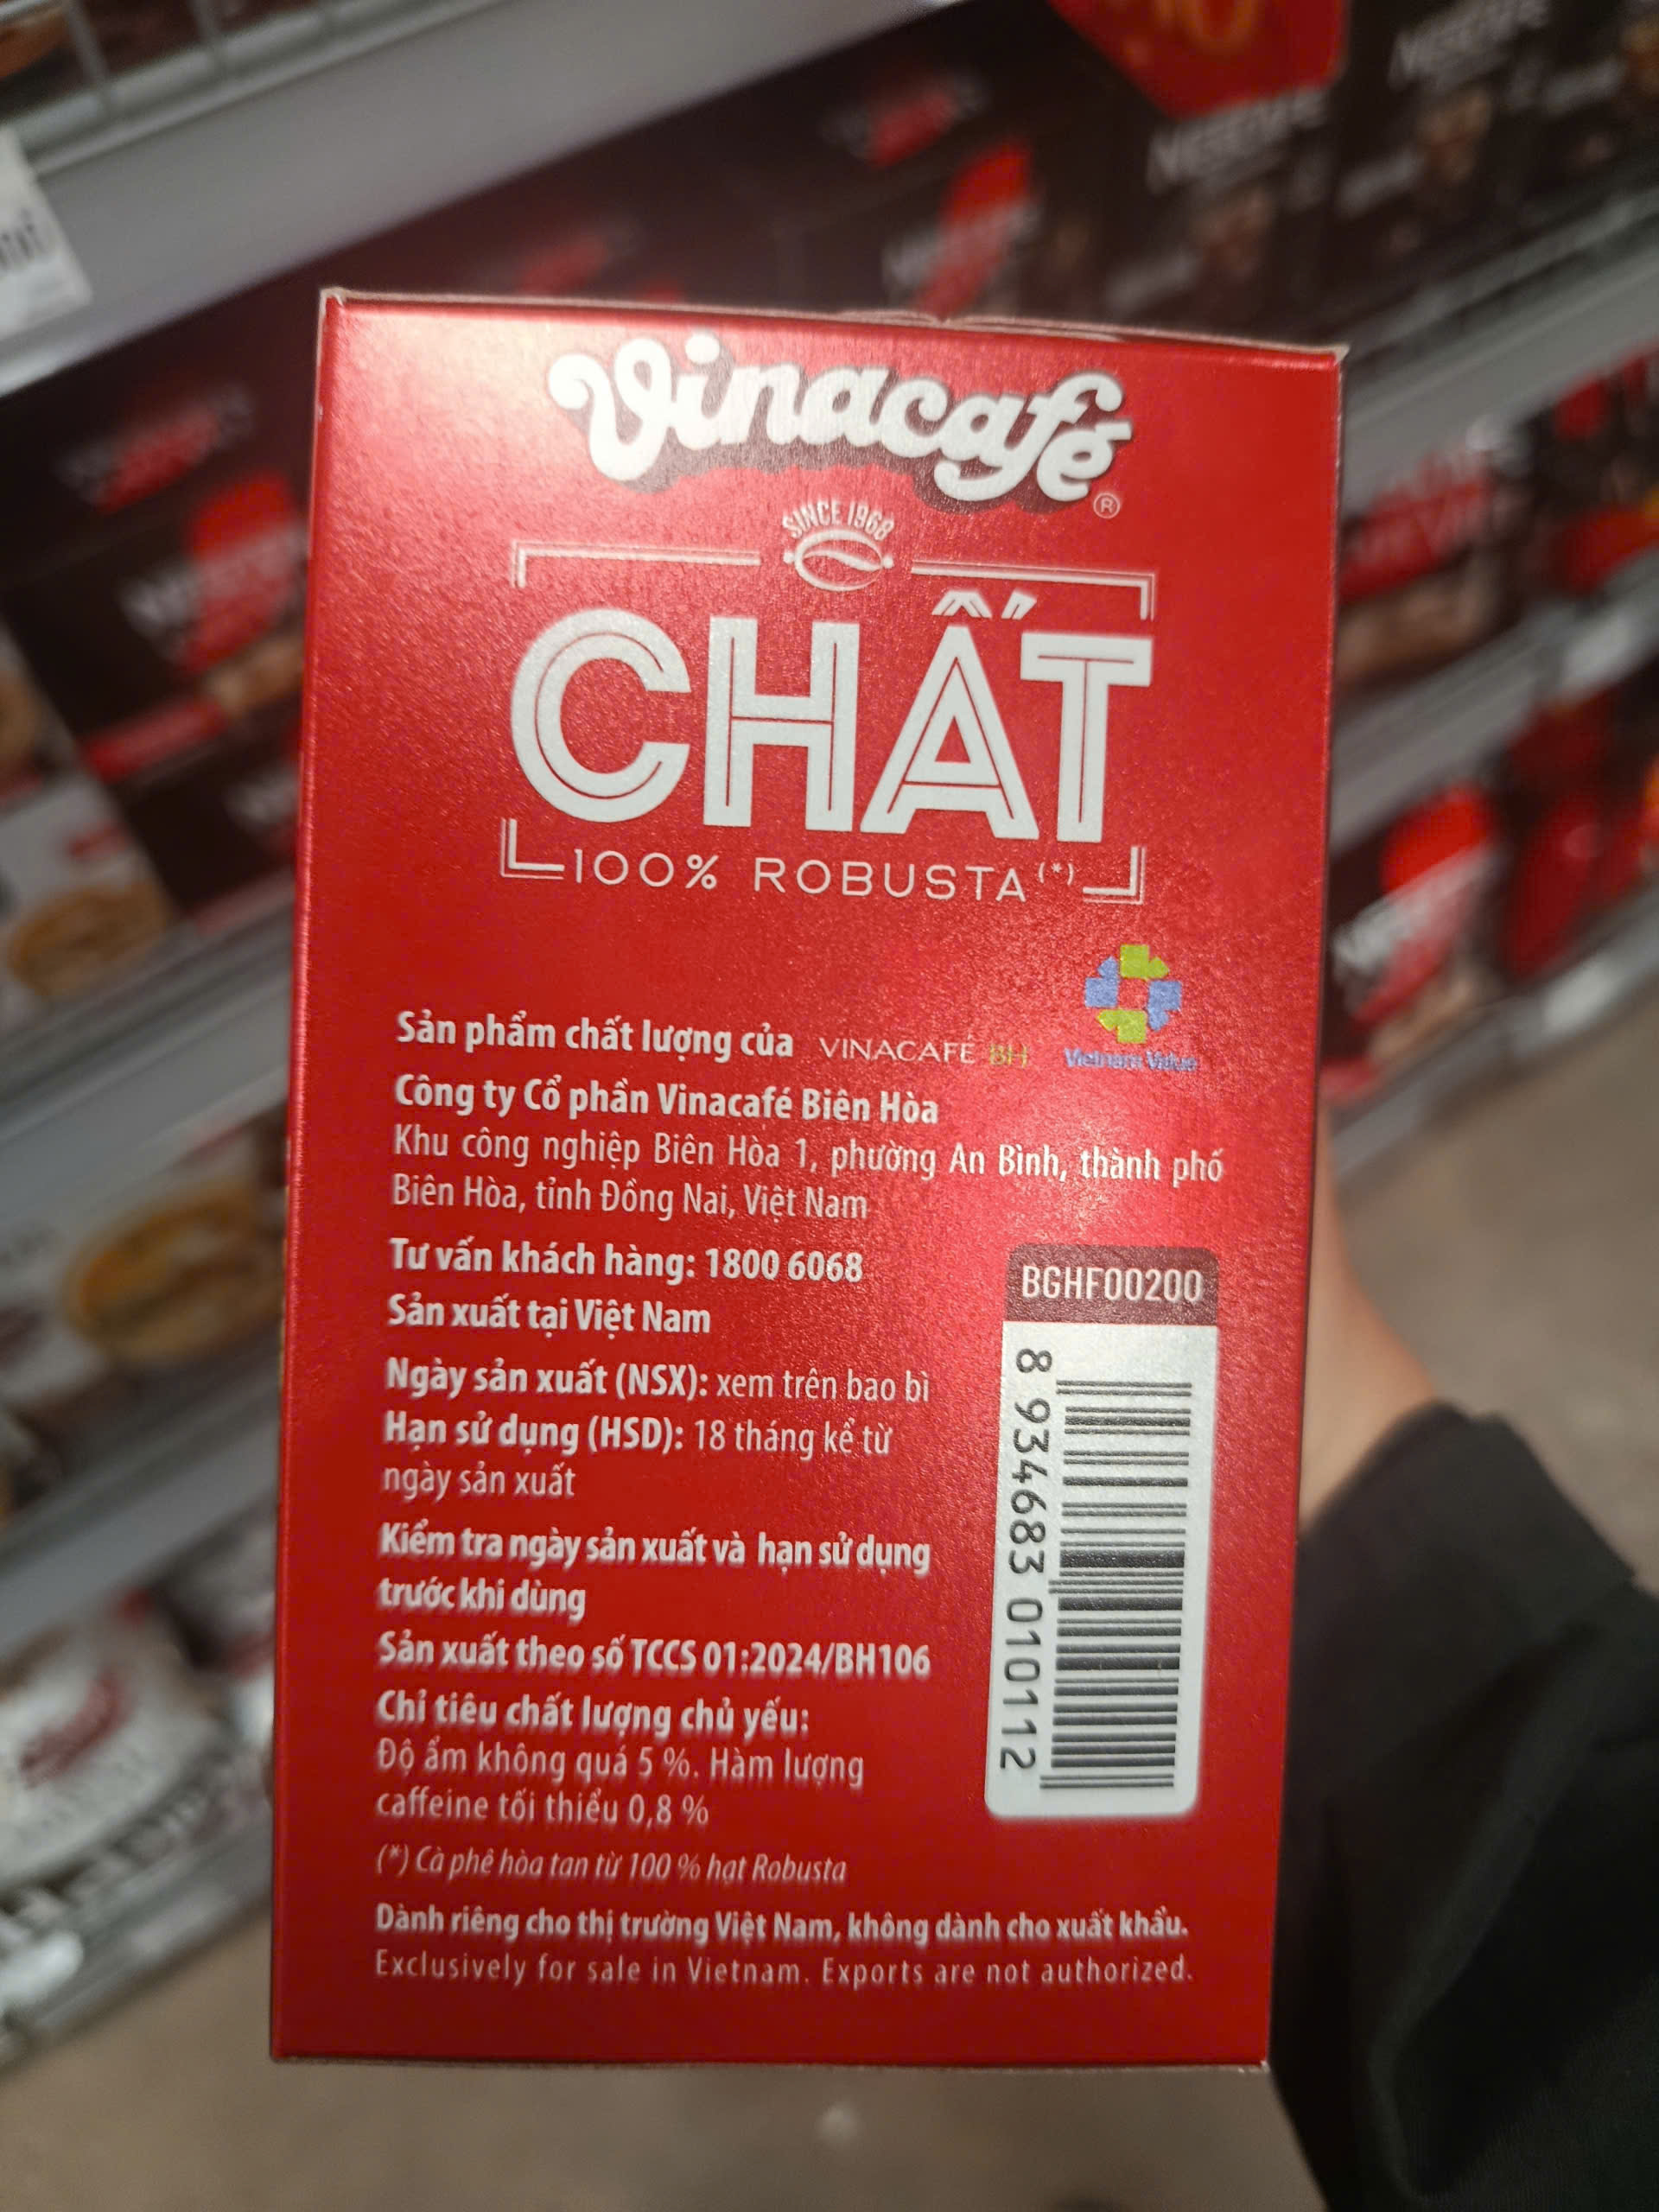 Vinacafé®
SINCE 1968
CHẤT
100% ROBUSTA(*)
Sản phẩm chất lượng của VINACAFÉ BH
Vietnam Value
Công ty Cổ phần Vinacafé Biên Hòa
Khu công nghiệp Biên Hòa 1, phường An Bình, thành phố
Biên Hòa, tỉnh Đồng Nai, Việt Nam
Tư vấn khách hàng: 1800 6068
Sản xuất tại Việt Nam
Ngày sản xuất (NSX): xem trên bao bì
Hạn sử dụng (HSD): 18 tháng kể từ
ngày sản xuất
Kiểm tra ngày sản xuất và hạn sử dụng
trước khi dùng
Sản xuất theo số TCCS 01:2024/BH106
Chỉ tiêu chất lượng chủ yếu:
Độ ẩm không quá 5 %. Hàm lượng
caffeine tối thiểu 0,8 %
(*) Cà phê hòa tan từ 100 % hạt Robusta
Dành riêng cho thị trường Việt Nam, không dành cho xuất khẩu.
Exclusively for sale in Vietnam. Exports are not authorized.
BGHF00200
8 934683 010112
NESCAFÉ